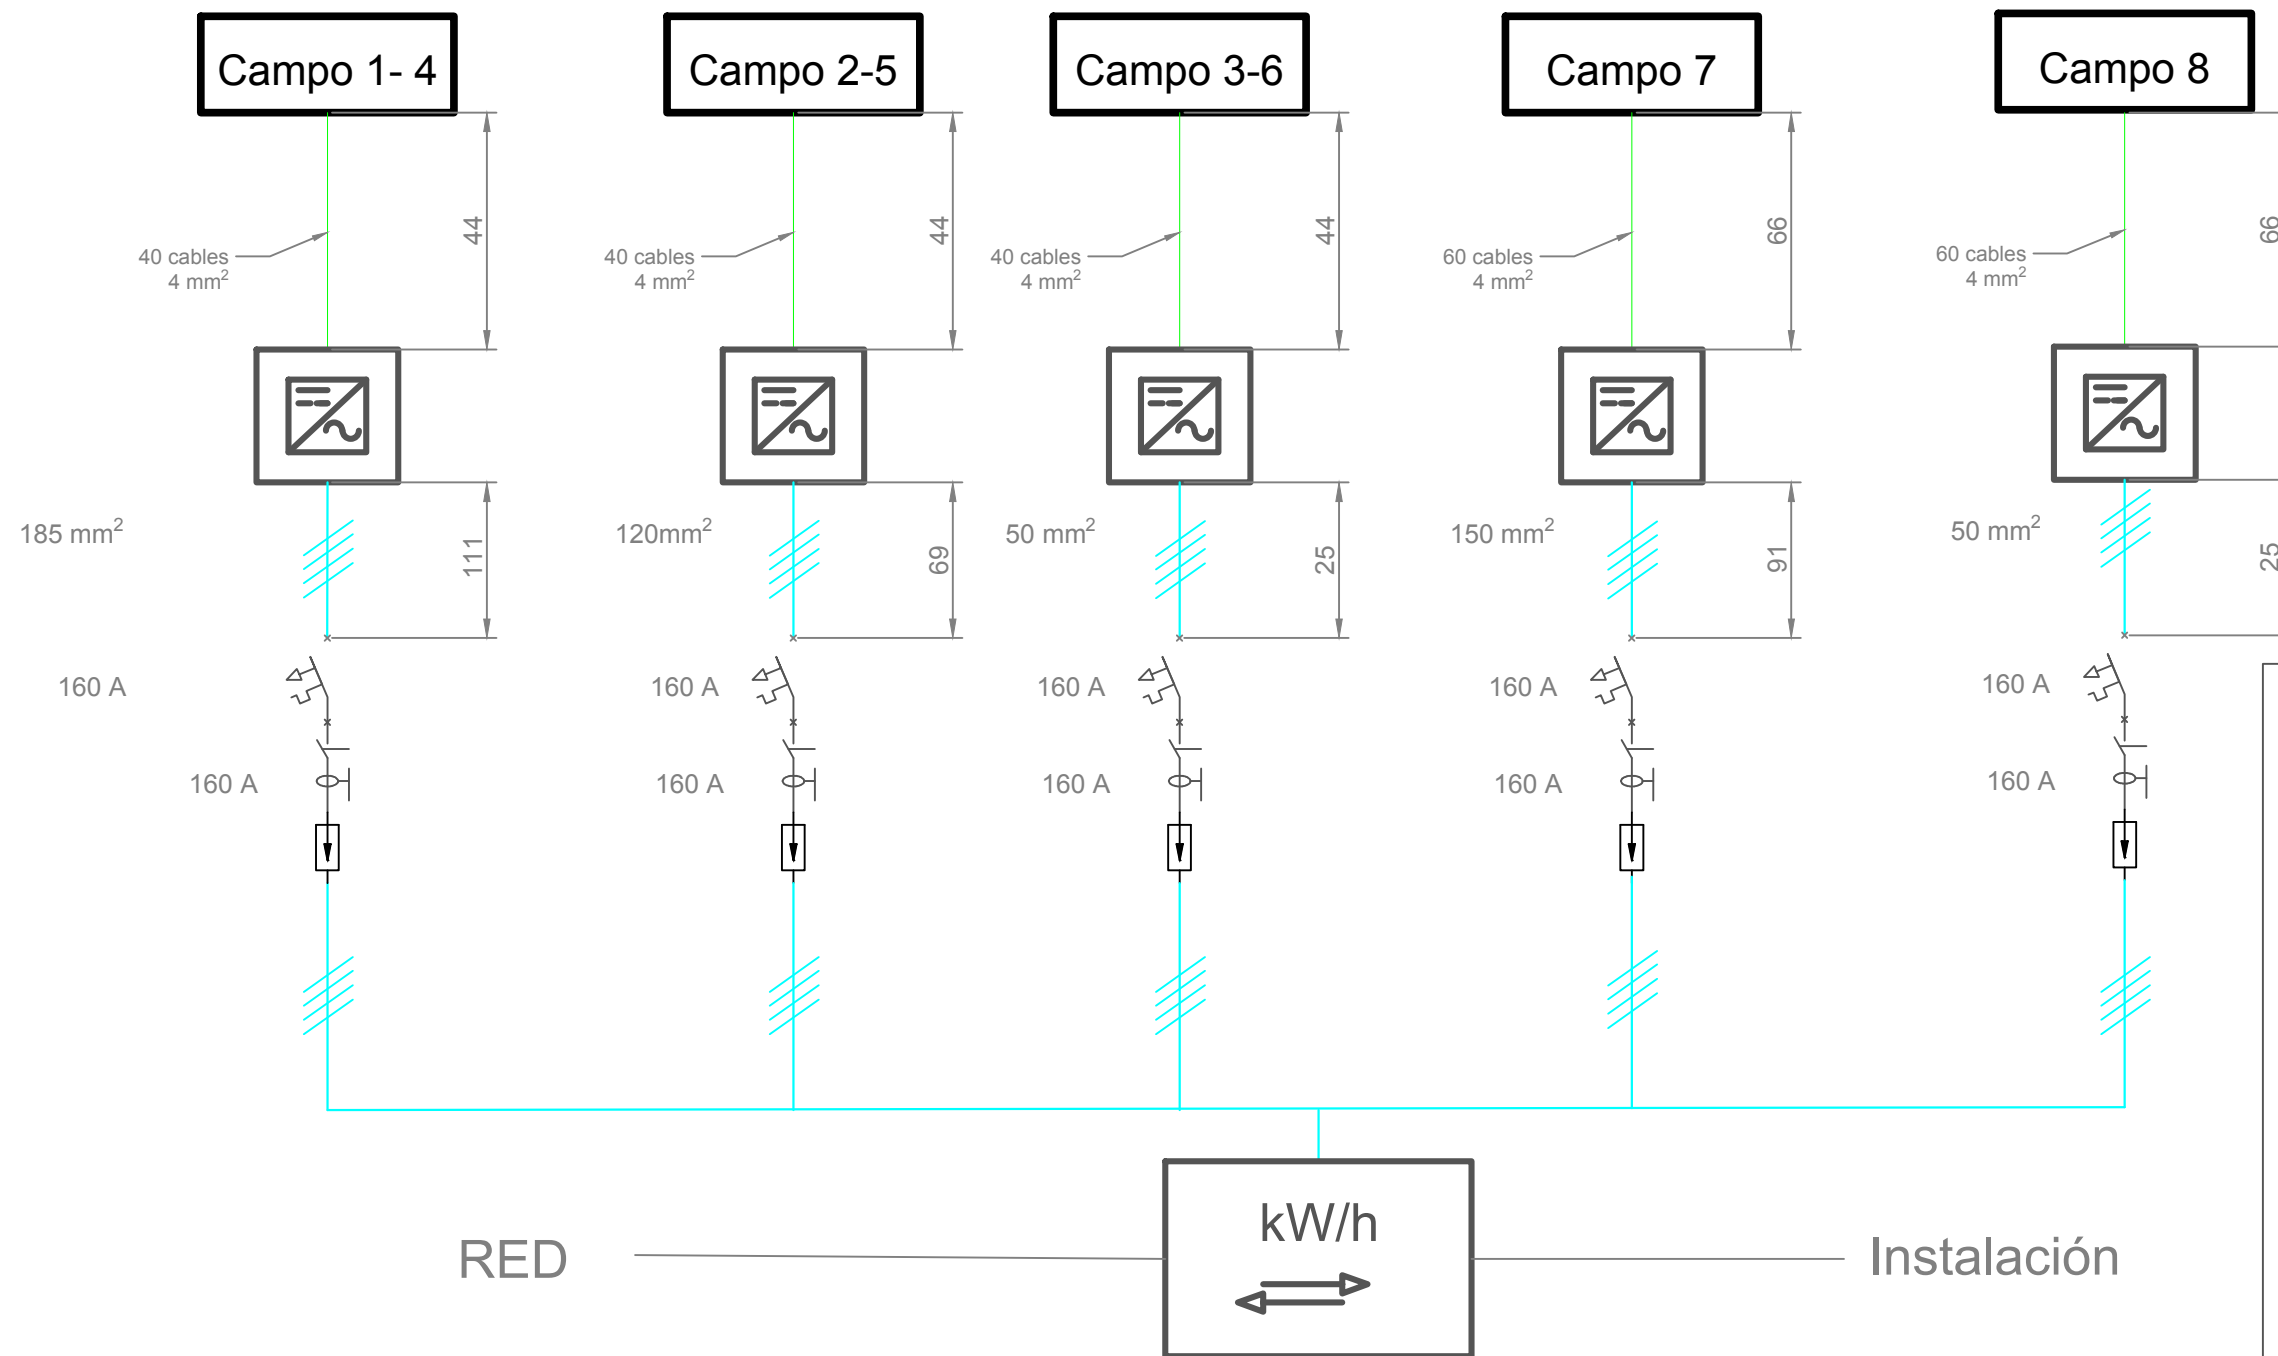 Campo 1- 4
Campo 2-5
Campo 3-6
Campo 7
Campo 8
44
44
44
66
66
40 cables
4 mm²
40 cables
4 mm²
40 cables
4 mm²
60 cables
4 mm²
60 cables
4 mm²
185 mm²
120mm²
50 mm²
150 mm²
50 mm²
111
69
25
91
25
160 A
160 A
160 A
160 A
160 A
160 A
160 A
160 A
160 A
160 A
kW/h
RED
Instalación